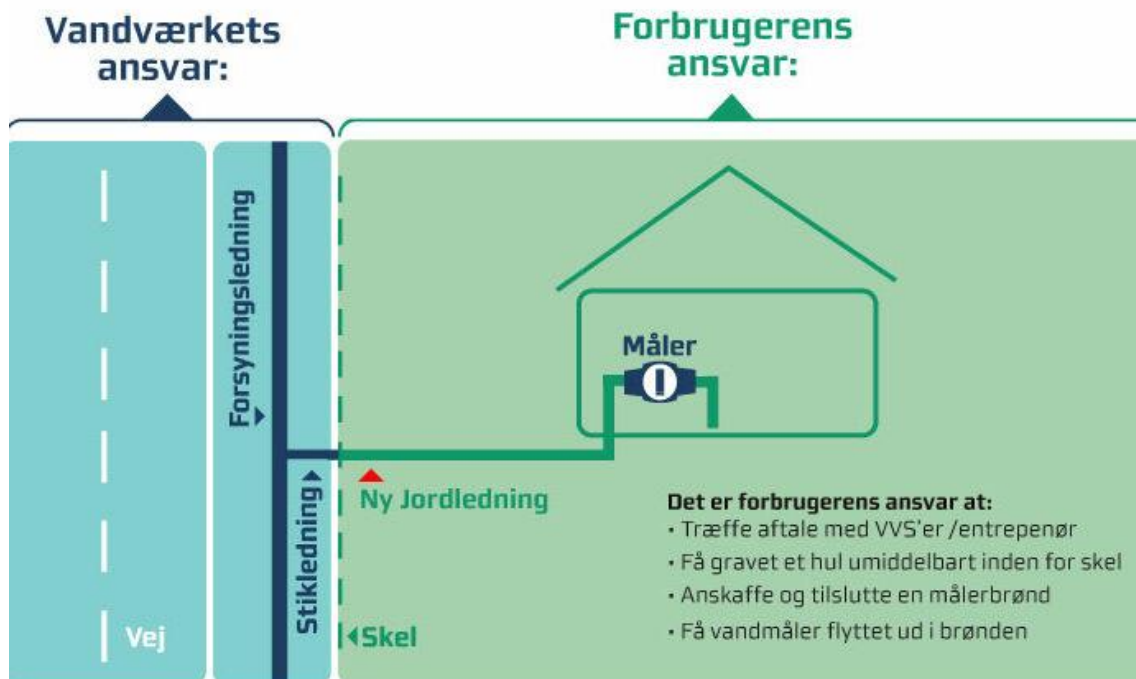 Vandværkets
ansvar:
Forbrugerens
ansvar:
Forsyningsledning
Stikledning
Måler
Ny Jordledning
Vej
Skel
Det er forbrugerens ansvar at:
• Træffe aftale med VVS'er /entrepenør
• Få gravet et hul umiddelbart inden for skel
• Anskaffe og tilslutte en målerbrønd
• Få vandmåler flyttet ud i brønden